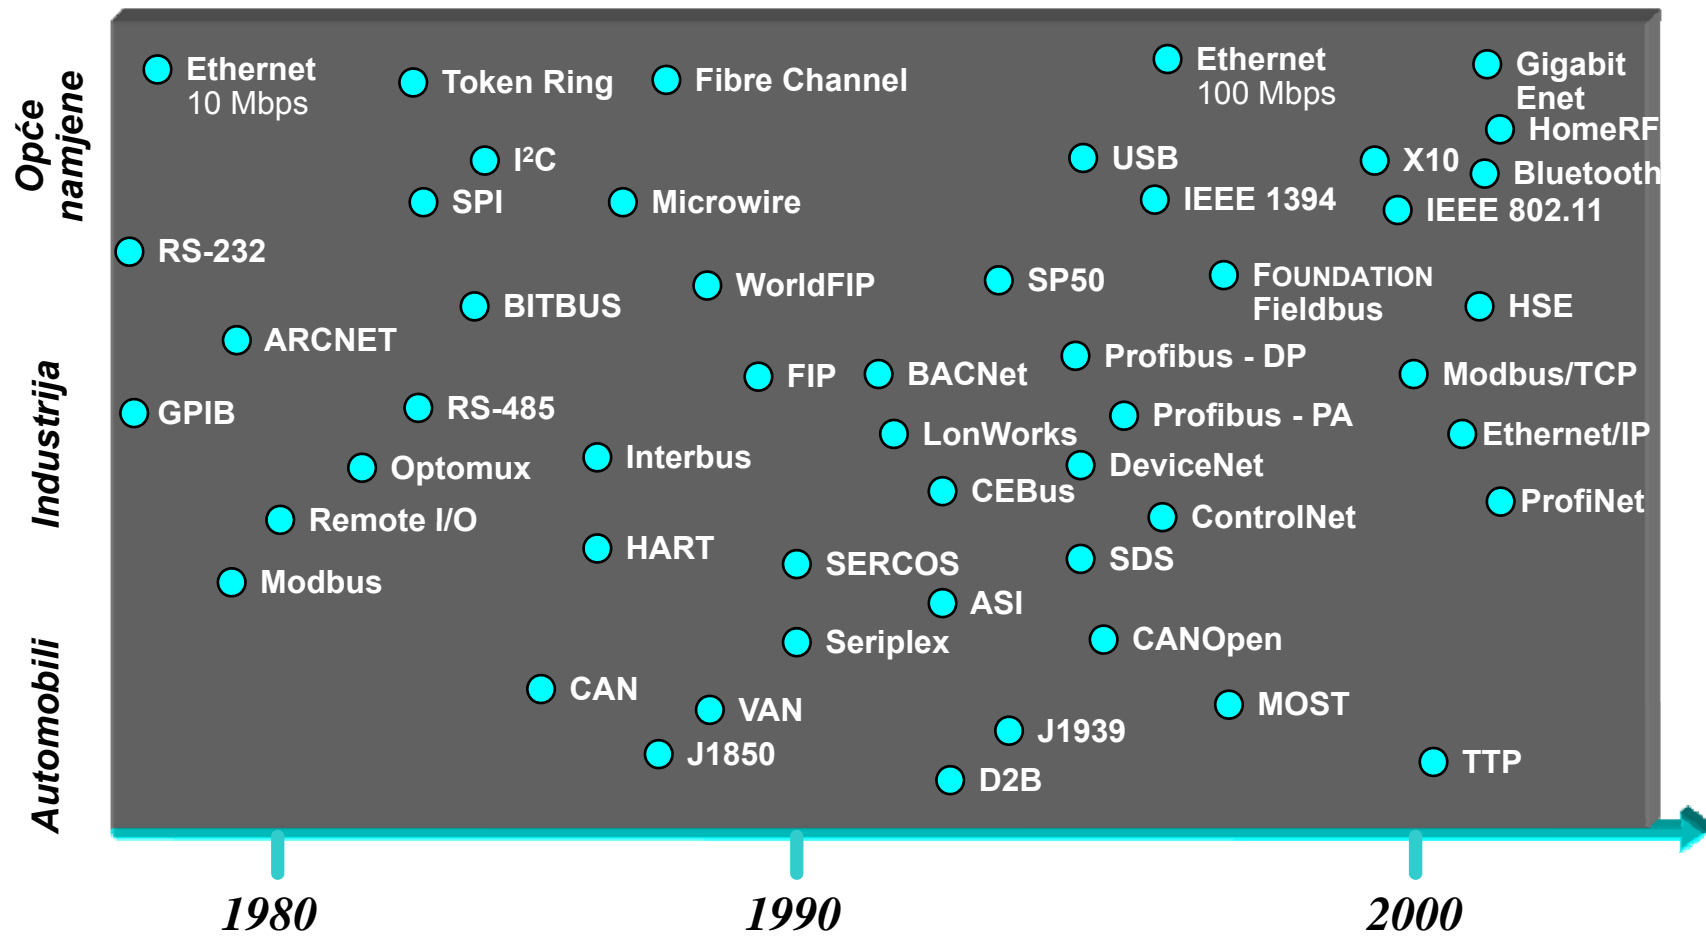 Opće
namjene
Industrija
Automobili
Ethernet
10 Mbps
Token Ring
Fibre Channel
Ethernet
100 Mbps
Gigabit
Enet
HomeRF
I²C
USB
X10
Bluetooth
SPI
Microwire
IEEE 1394
IEEE 802.11
RS-232
WorldFIP
SP50
FOUNDATION
Fieldbus
BITBUS
HSE
ARCNET
Profibus - DP
FIP
BACNet
Modbus/TCP
GPIB
RS-485
Profibus - PA
LonWorks
Ethernet/IP
Optomux
Interbus
DeviceNet
CEBus
ProfiNet
Remote I/O
ControlNet
HART
SERCOS
SDS
Modbus
ASI
Seriplex
CANOpen
CAN
VAN
MOST
J1939
J1850
TTP
D2B
1980
1990
2000